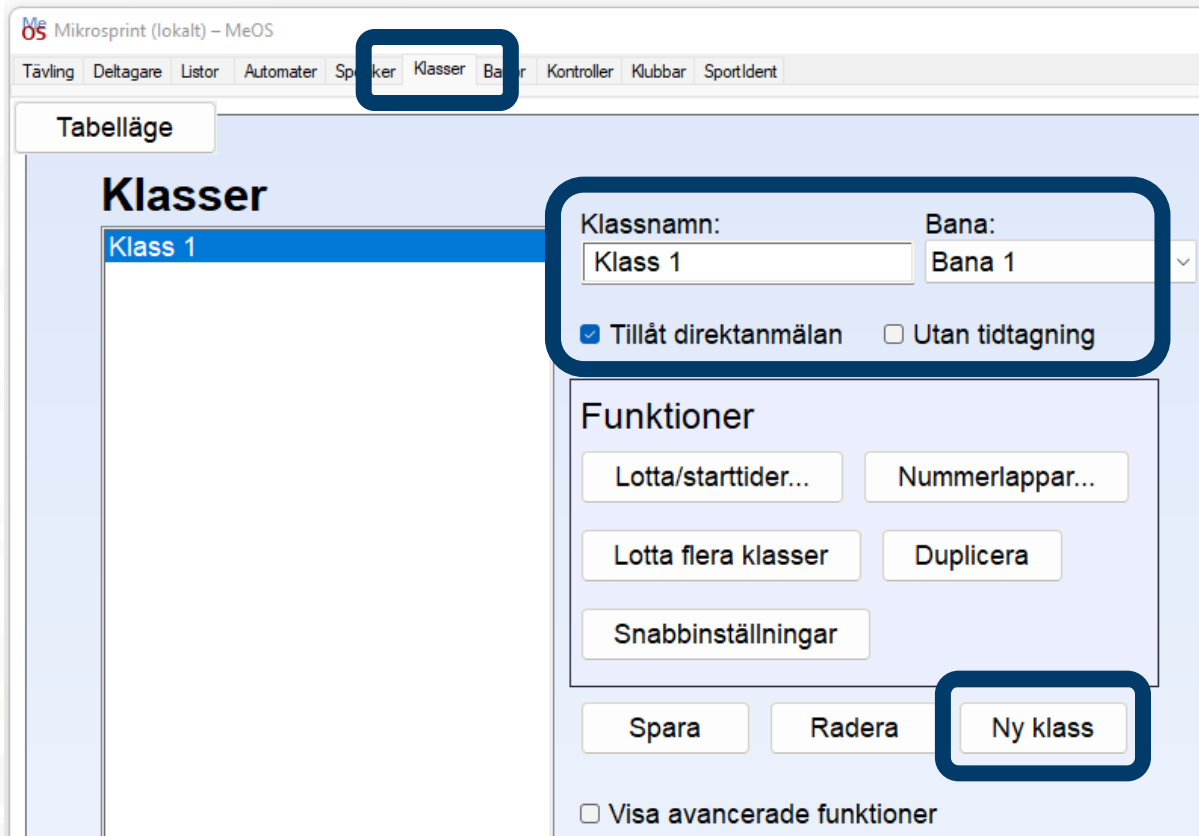 MeOS Mikrosprint (lokalt) – MeOS
Tävling Deltagare Listor Automater Klasser Kontroller Klubbar SportIdent
Tabelläge
Klasser
Klass 1
Klassnamn: Bana:
Klass 1 Bana 1
Tillåt direktanmälan Utan tidtagning
Funktioner
Lotta/starttider... Nummerlappar...
Lotta flera klasser Duplicera
Snabbinställningar
Spara Radera Ny klass
Visa avancerade funktioner